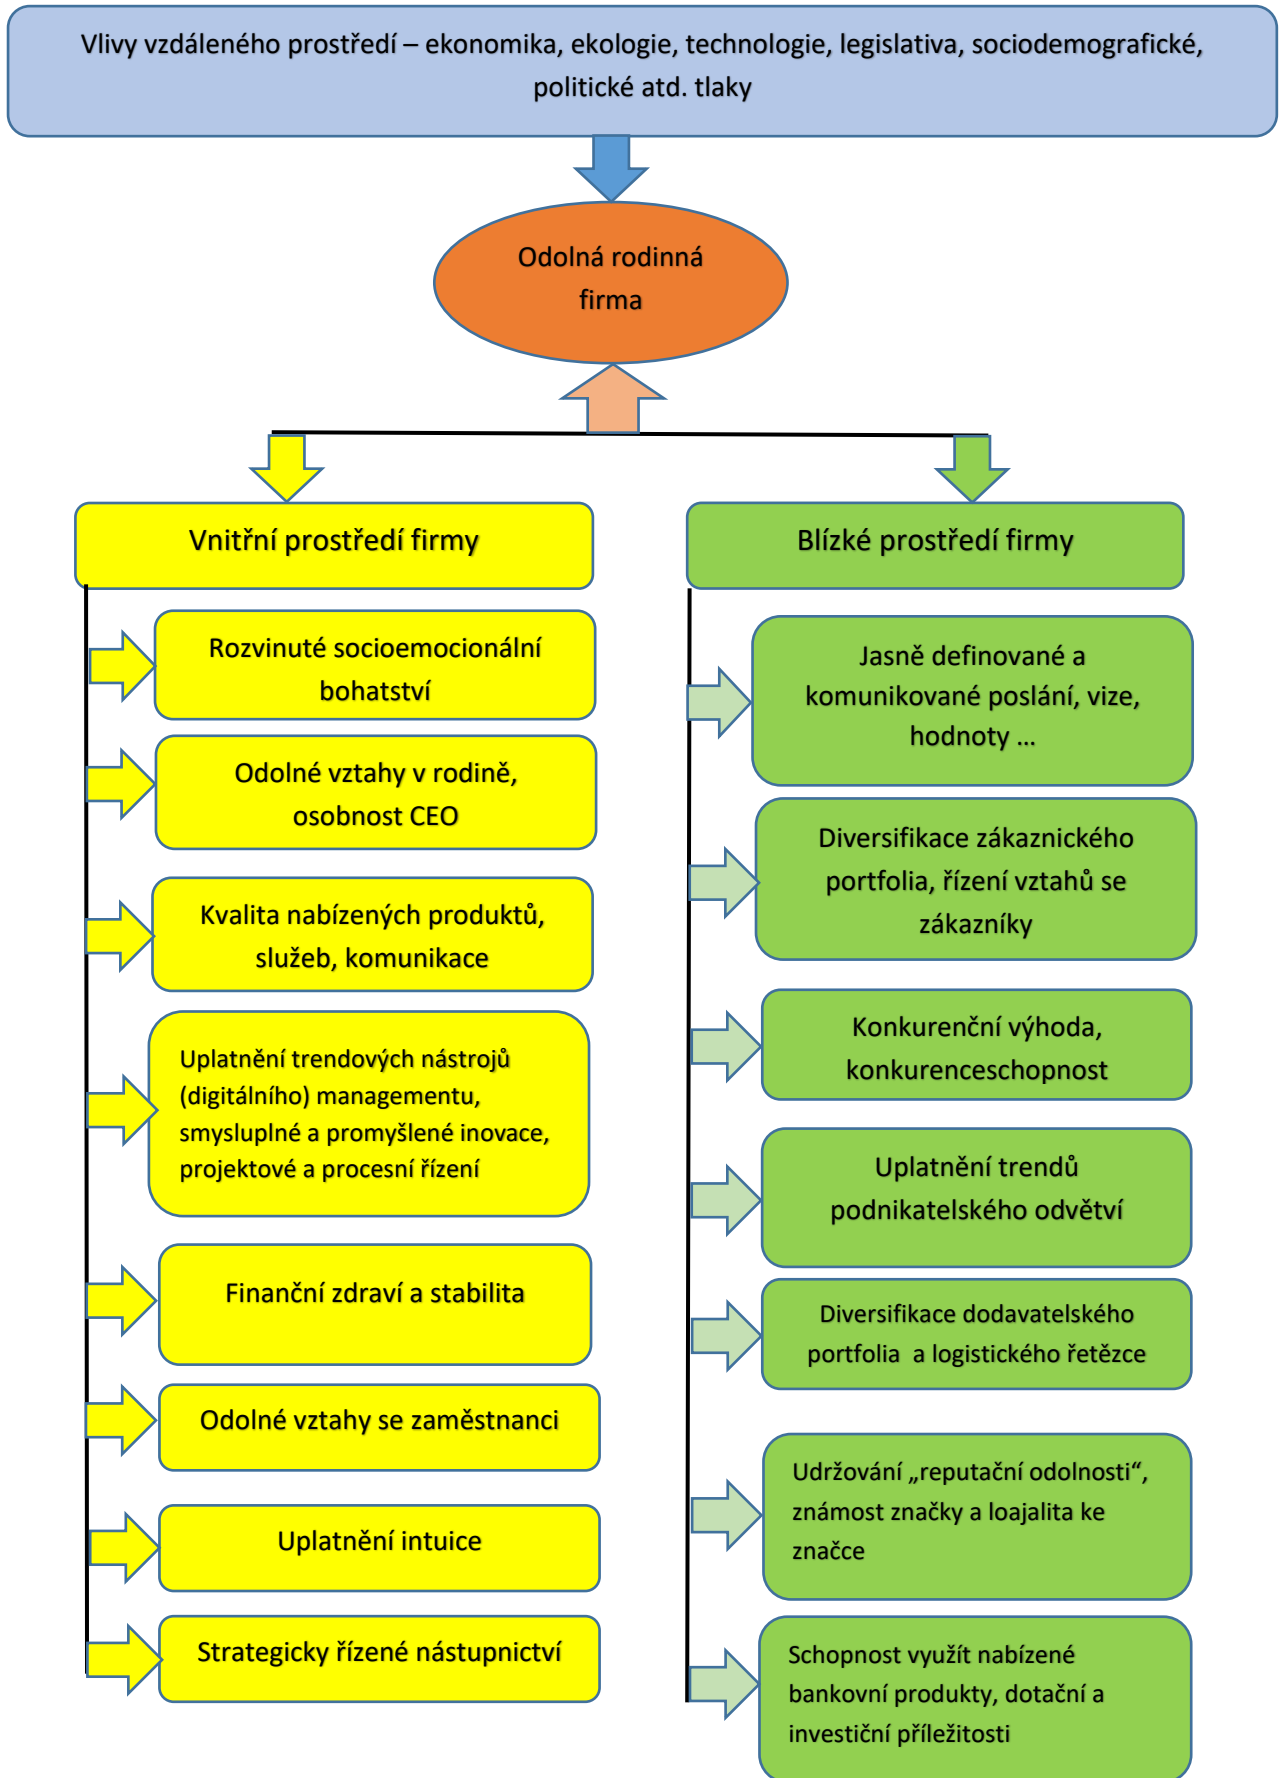 Vlivy vzdáleného prostředí – ekonomika, ekologie, technologie, legislativa, sociodemografické,
politické atd. tlaky
Odolná rodinná
firma
Vnitřní prostředí firmy
Rozvinuté socioemocionální
bohatství
Odolné vztahy v rodině,
osobnost CEO
Kvalita nabízených produktů,
služeb, komunikace
Uplatnění trendových nástrojů
(digitálního) managementu,
smysluplné a promyšlené inovace,
projektové a procesní řízení
Finanční zdraví a stabilita
Odolné vztahy se zaměstnanci
Uplatnění intuice
Strategicky řízené nástupnictví
Blízké prostředí firmy
Jasně definované a
komunikované poslání, vize,
hodnoty …
Diversifikace zákaznického
portfolia, řízení vztahů se
zákazníky
Konkurenční výhoda,
konkurenceschopnost
Uplatnění trendů
podnikatelského odvětví
Diversifikace dodavatelského
portfolia  a logistického řetězce
Udržování „reputační odolnosti“,
známost značky a loajalita ke
značce
Schopnost využít nabízené
bankovní produkty, dotační a
investiční příležitosti